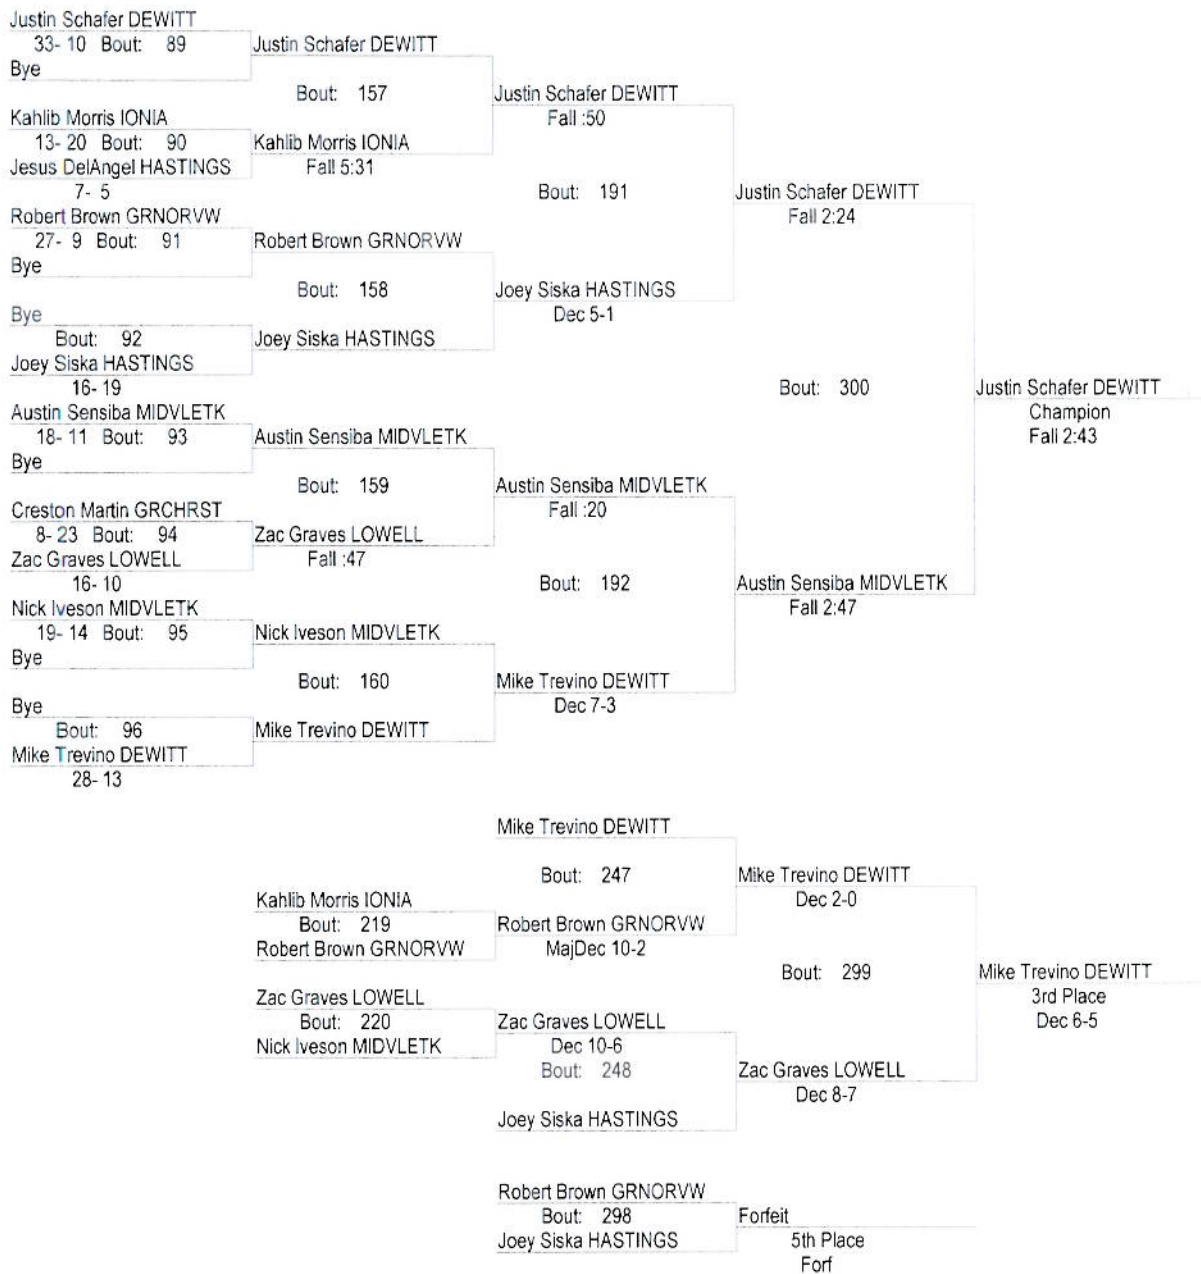 Justin Schafer DEWITT
33- 10 Bout: 89
Bye
Justin Schafer DEWITT
Bout: 157
Kahlib Morris IONIA
13- 20 Bout: 90
Jesus DelAngel HASTINGS
7- 5
Kahlib Morris IONIA
Fall 5:31
Justin Schafer DEWITT
Fall :50
Bout: 191
Robert Brown GRNORVW
27- 9 Bout: 91
Bye
Robert Brown GRNORVW
Bout: 158
Bye
Bout: 92
Joey Siska HASTINGS
16- 19
Joey Siska HASTINGS
Joey Siska HASTINGS
Dec 5-1
Justin Schafer DEWITT
Fall 2:24
Bout: 300
Austin Sensiba MIDVLETK
18- 11 Bout: 93
Bye
Austin Sensiba MIDVLETK
Bout: 159
Creston Martin GRCHRST
8- 23 Bout: 94
Zac Graves LOWELL
16- 10
Zac Graves LOWELL
Fall :47
Austin Sensiba MIDVLETK
Fall :20
Bout: 192
Nick Iveson MIDVLETK
19- 14 Bout: 95
Bye
Nick Iveson MIDVLETK
Bout: 160
Bye
Bout: 96
Mike Trevino DEWITT
28- 13
Mike Trevino DEWITT
Mike Trevino DEWITT
Dec 7-3
Austin Sensiba MIDVLETK
Fall 2:47
Justin Schafer DEWITT
Champion
Fall 2:43
Mike Trevino DEWITT
Bout: 247
Kahlib Morris IONIA
Bout: 219
Robert Brown GRNORVW
Robert Brown GRNORVW
MajDec 10-2
Mike Trevino DEWITT
Dec 2-0
Bout: 299
Zac Graves LOWELL
Bout: 220
Nick Iveson MIDVLETK
Zac Graves LOWELL
Dec 10-6
Bout: 248
Joey Siska HASTINGS
Zac Graves LOWELL
Dec 8-7
Mike Trevino DEWITT
3rd Place
Dec 6-5
Robert Brown GRNORVW
Bout: 298
Joey Siska HASTINGS
Forfeit
5th Place
Forf